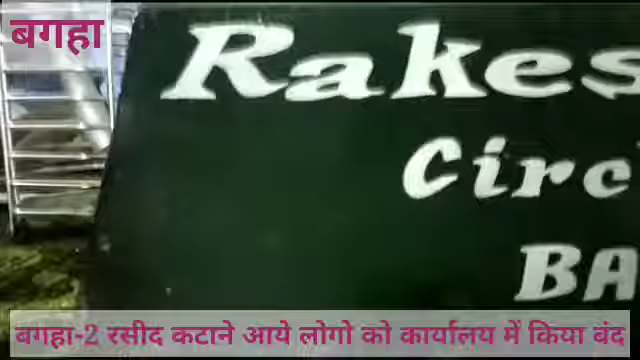 बगहा
Rakes
Circ
BA
बगहा-2 रसीद कटाने आये लोगो को कार्यालय में किया बंद